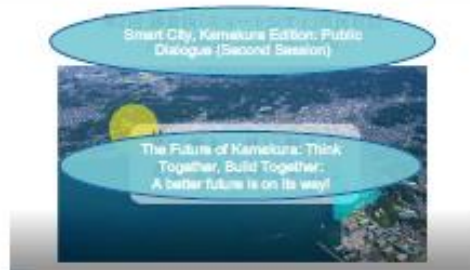 Smart City, Kamakura Edition: Public
Dialogue (Second Session)
The Future of Kamakura: Think
Together, Build Together:
A better future is on its way!